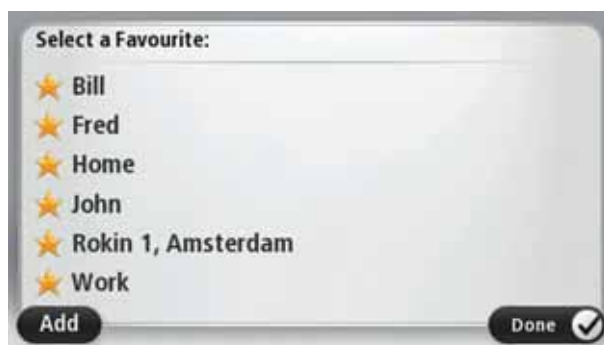 Select a Favourite:
Bill
Fred
Home
John
Rokin 1, Amsterdam
Work
Add
Done